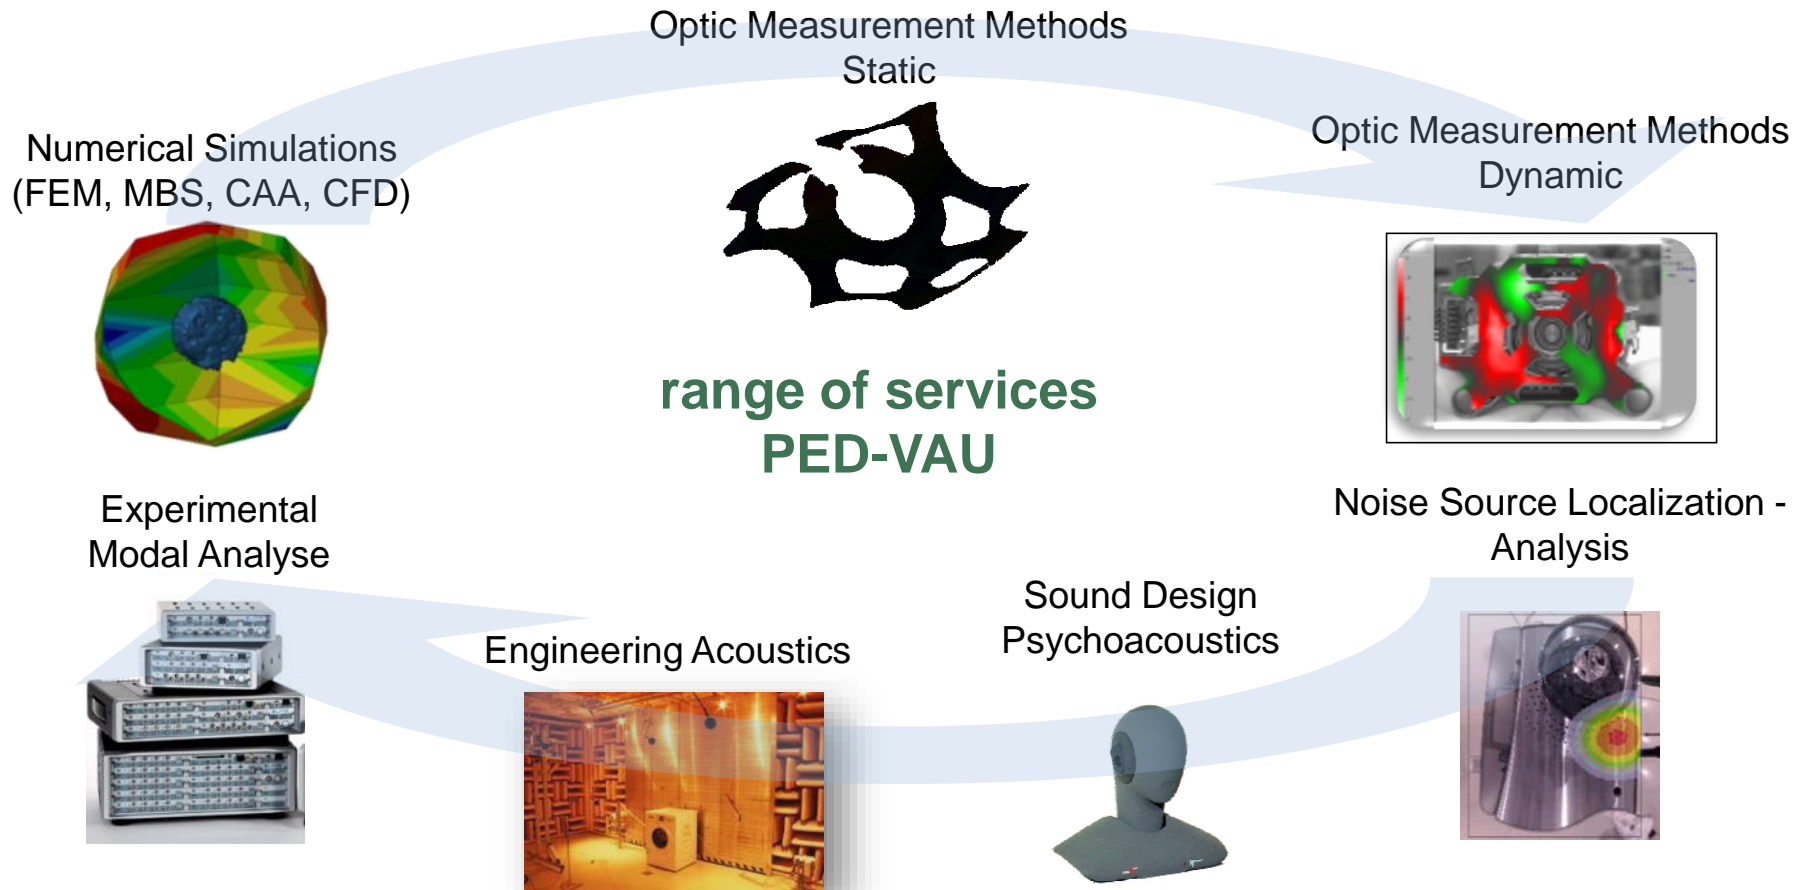 Optic Measurement Methods
Static
Numerical Simulations
(FEM, MBS, CAA, CFD)
Optic Measurement Methods
Dynamic
range of services
PED-VAU
Experimental
Modal Analyse
Noise Source Localization -
Analysis
Sound Design
Psychoacoustics
Engineering Acoustics